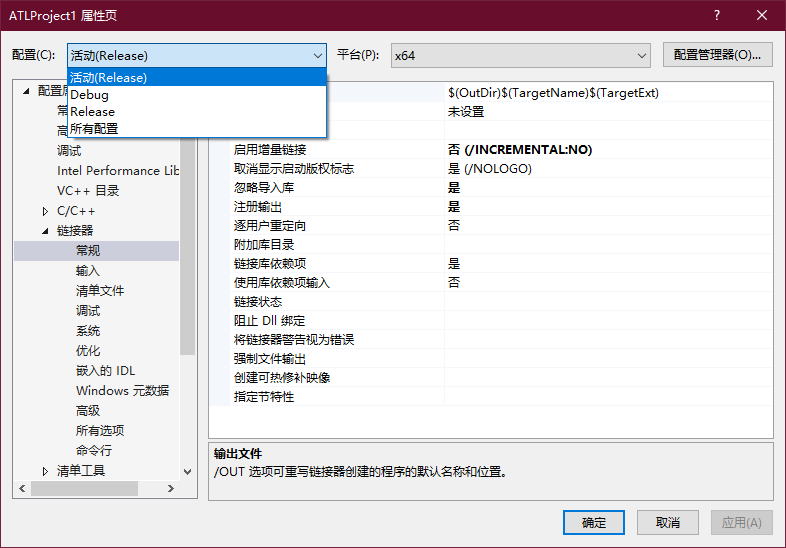 ATLProject1 属性页
配置(C): 活动(Release) 平台(P): x64 配置管理器(O)...
活动(Release)
Debug
Release
所有配置
调试
Intel Performance Lib
VC++ 目录
C/C++
链接器
常规
输入
清单文件
调试
系统
优化
嵌入的 IDL
Windows 元数据
高级
所有选项
命令行
清单工具
$(OutDir)$(TargetName)$(TargetExt)
未设置
启用增量链接 否 (/INCREMENTAL:NO)
取消显示启动版权标志 是 (/NOLOGO)
忽略导入库 是
注册输出 是
逐用户重定向 否
附加库目录
链接库依赖项 是
使用库依赖项输入 否
链接状态
阻止 Dll 绑定
将链接器警告视为错误
强制文件输出
创建可热修补映像
指定节特性
输出文件
/OUT 选项可重写链接器创建的程序的默认名称和位置。
确定 取消 应用(A)